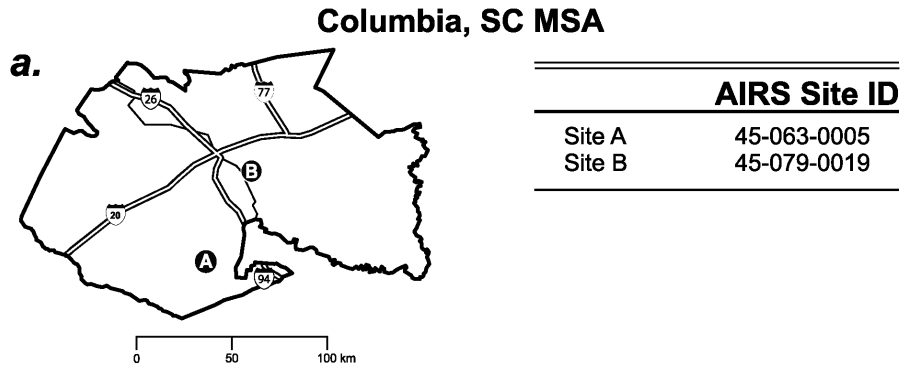 Columbia, SC MSA
a.
26
77
B
20
A
94
0 50 100 km
AIRS Site ID
Site A 45-063-0005
Site B 45-079-0019